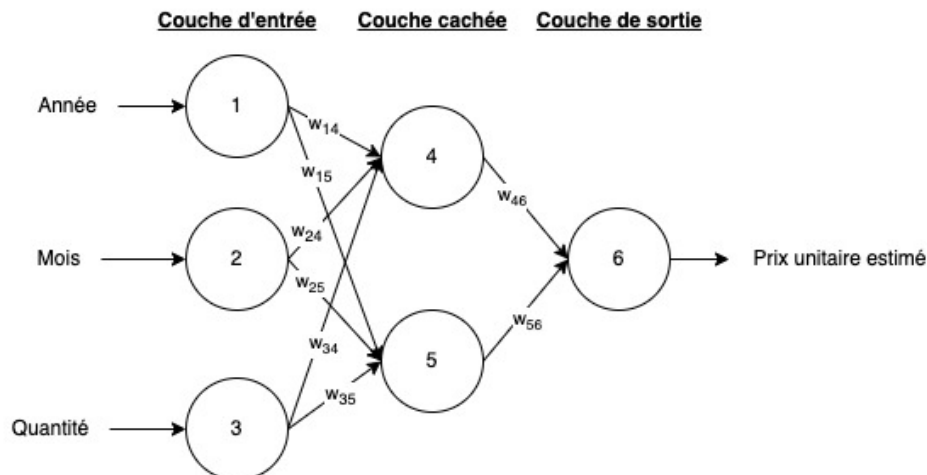 Couche d'entrée Couche cachée Couche de sortie
Année 1
w14
4
w15
w46
w24
Mois 2 6 Prix unitaire estimé
w25
w56
w34
5
w35
Quantité 3